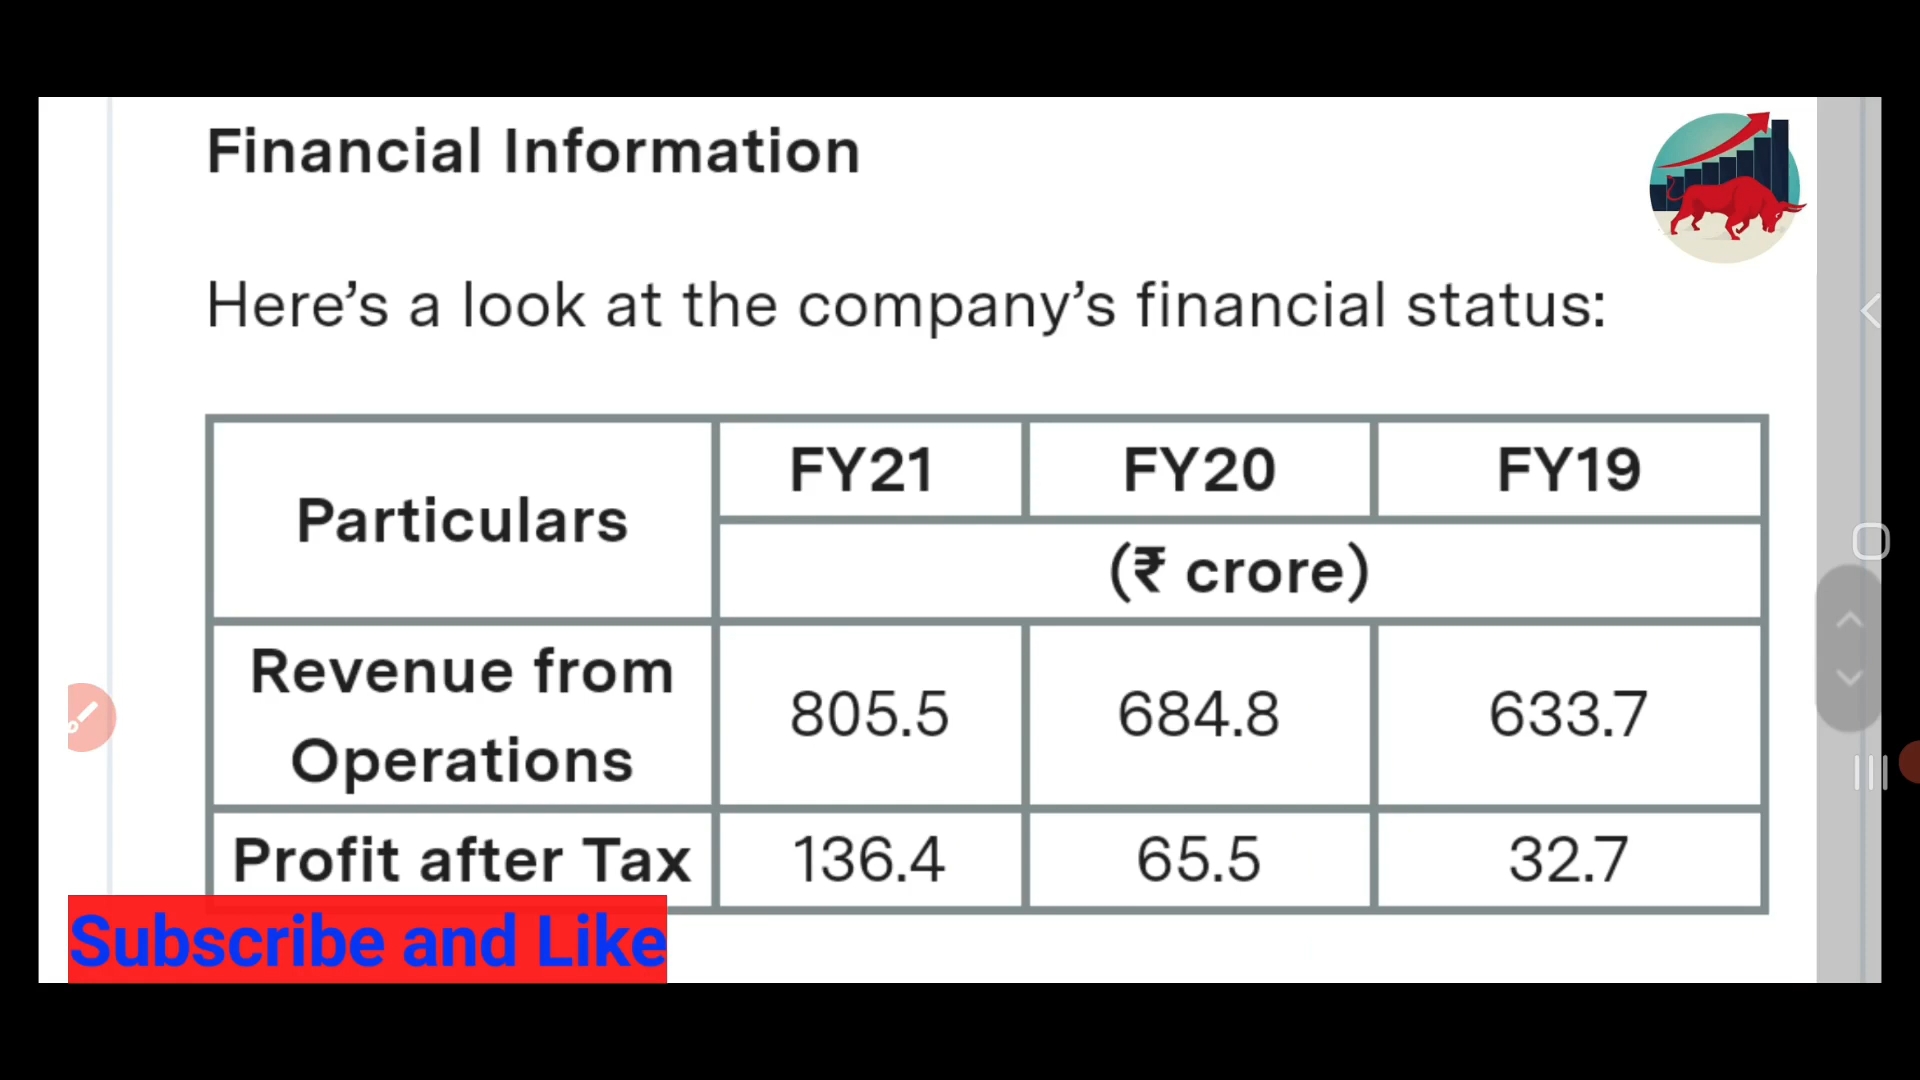 Financial Information
Here’s a look at the company’s financial status:
Particulars
FY21 FY20 FY19
(₹ crore)
Revenue from
Operations
805.5 684.8 633.7
Profit after Tax 136.4 65.5 32.7
Subscribe and Like